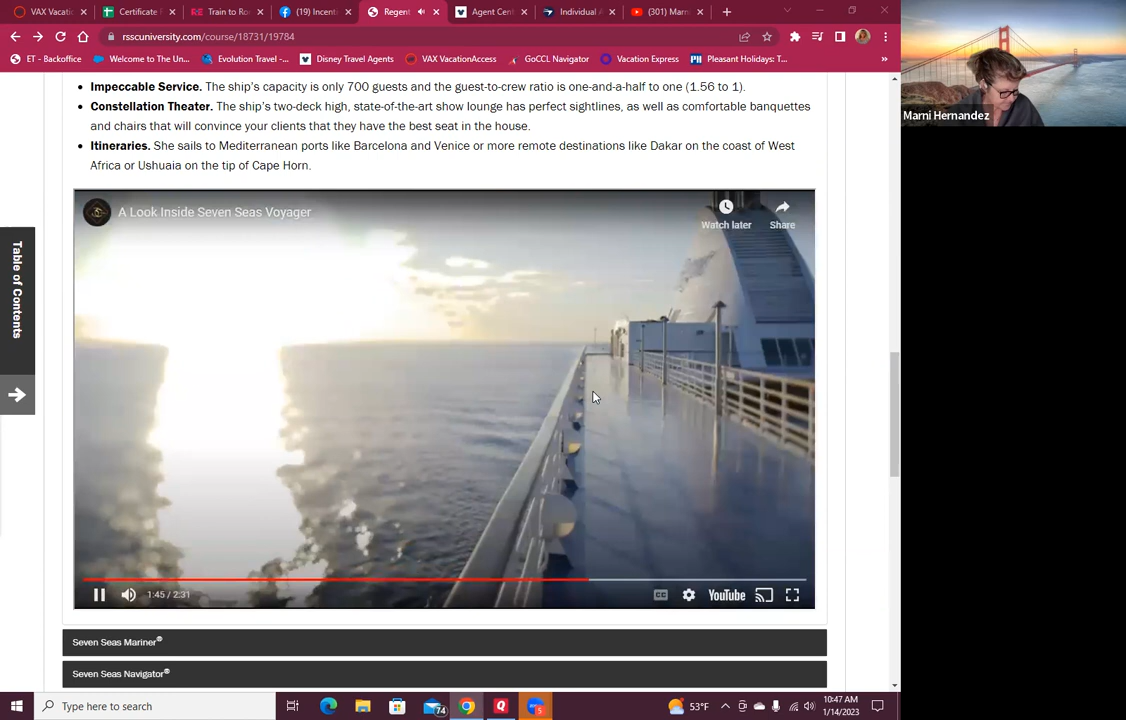 VAX Vacati
Certificate
Train to Ro
(19) Incent
Regent
Agent Cen
Individual
(301) Marn
rsscuniversity.com/course/18731/19784
ET - Backoffice
Welcome to The Un...
Evolution Travel -...
Disney Travel Agents
VAX VacationAccess
GoCCL Navigator
Vacation Express
Pleasant Holidays: T...
»
Marni Hernandez
• Impeccable Service. The ship's capacity is only 700 guests and the guest-to-crew ratio is one-and-a-half to one (1.56 to 1).
• Constellation Theater. The ship's two-deck high, state-of-the-art show lounge has perfect sightlines, as well as comfortable banquettes
and chairs that will convince your clients that they have the best seat in the house.
• Itineraries. She sails to Mediterranean ports like Barcelona and Venice or more remote destinations like Dakar on the coast of West
Africa or Ushuaia on the tip of Cape Horn.
A Look Inside Seven Seas Voyager
Watch later
Share
Table of Contents
1:45 / 2:31
CC
YouTube
Seven Seas Mariner®
Seven Seas Navigator®
Type here to search
74
5
53°F
10:47 AM
1/14/2023